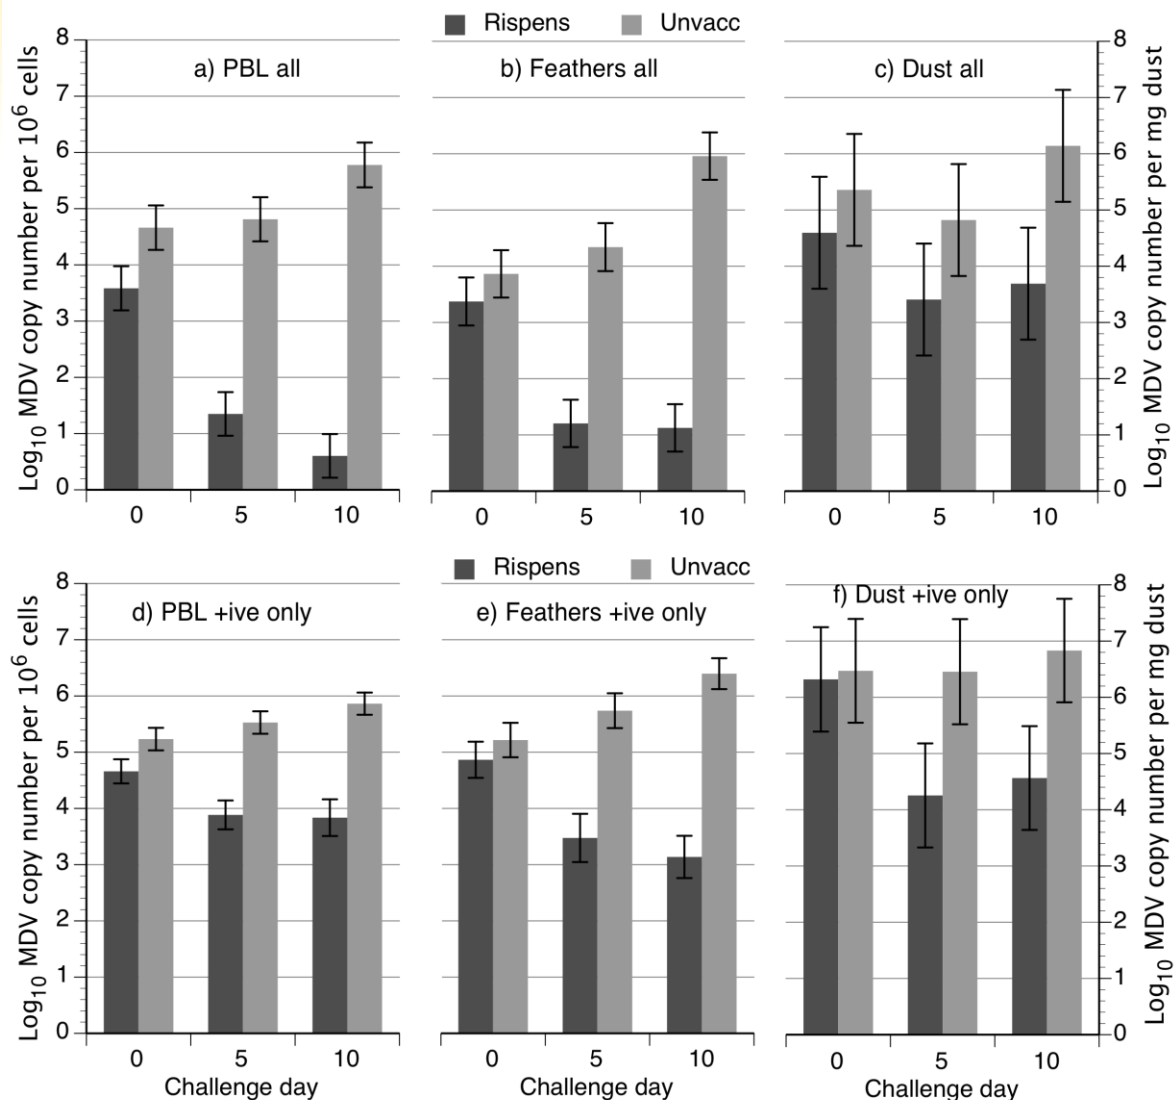 Rispens Unvacc
a) PBL all
b) Feathers all
c) Dust all
Log10 MDV copy number per 10^6 cells
8
7
6
5
4
3
2
1
0
0 5 10
0 5 10
0 5 10
8
7
6
5
4
3
2
1
0
Log10 MDV copy number per mg dust
Rispens Unvacc
d) PBL +ive only
e) Feathers +ive only
f) Dust +ive only
Log10 MDV copy number per 10^6 cells
8
7
6
5
4
3
2
1
0
0 5 10
0 5 10
0 5 10
8
7
6
5
4
3
2
1
0
Log10 MDV copy number per mg dust
Challenge day
Challenge day
Challenge day